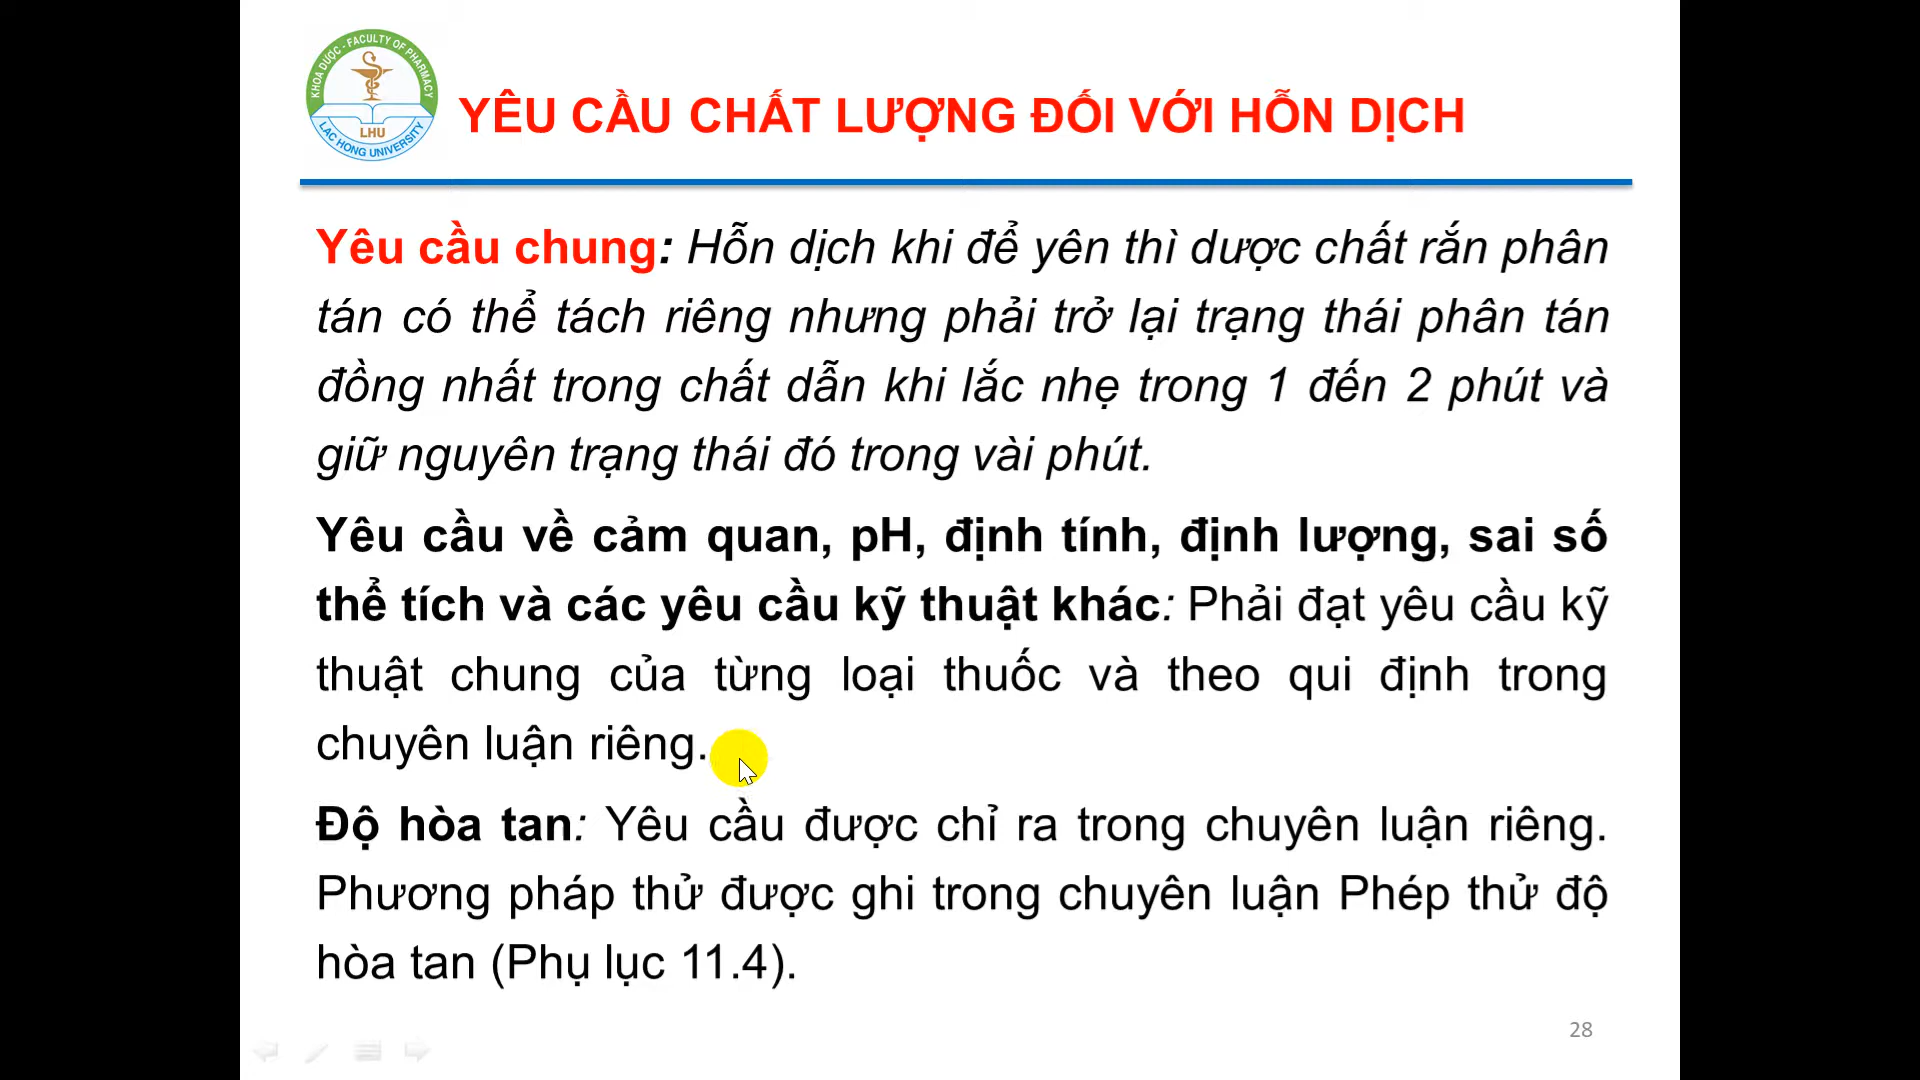 KHOA DƯỢC - FACULTY OF PHARMACY
LHU
LAC HONG UNIVERSITY
YÊU CẦU CHẤT LƯỢNG ĐỐI VỚI HỖN DỊCH
Yêu cầu chung: Hỗn dịch khi để yên thì dược chất rắn phân
tán có thể tách riêng nhưng phải trở lại trạng thái phân tán
đồng nhất trong chất dẫn khi lắc nhẹ trong 1 đến 2 phút và
giữ nguyên trạng thái đó trong vài phút.
Yêu cầu về cảm quan, pH, định tính, định lượng, sai số
thể tích và các yêu cầu kỹ thuật khác: Phải đạt yêu cầu kỹ
thuật chung của từng loại thuốc và theo qui định trong
chuyên luận riêng.
Độ hòa tan: Yêu cầu được chỉ ra trong chuyên luận riêng.
Phương pháp thử được ghi trong chuyên luận Phép thử độ
hòa tan (Phụ lục 11.4).
28